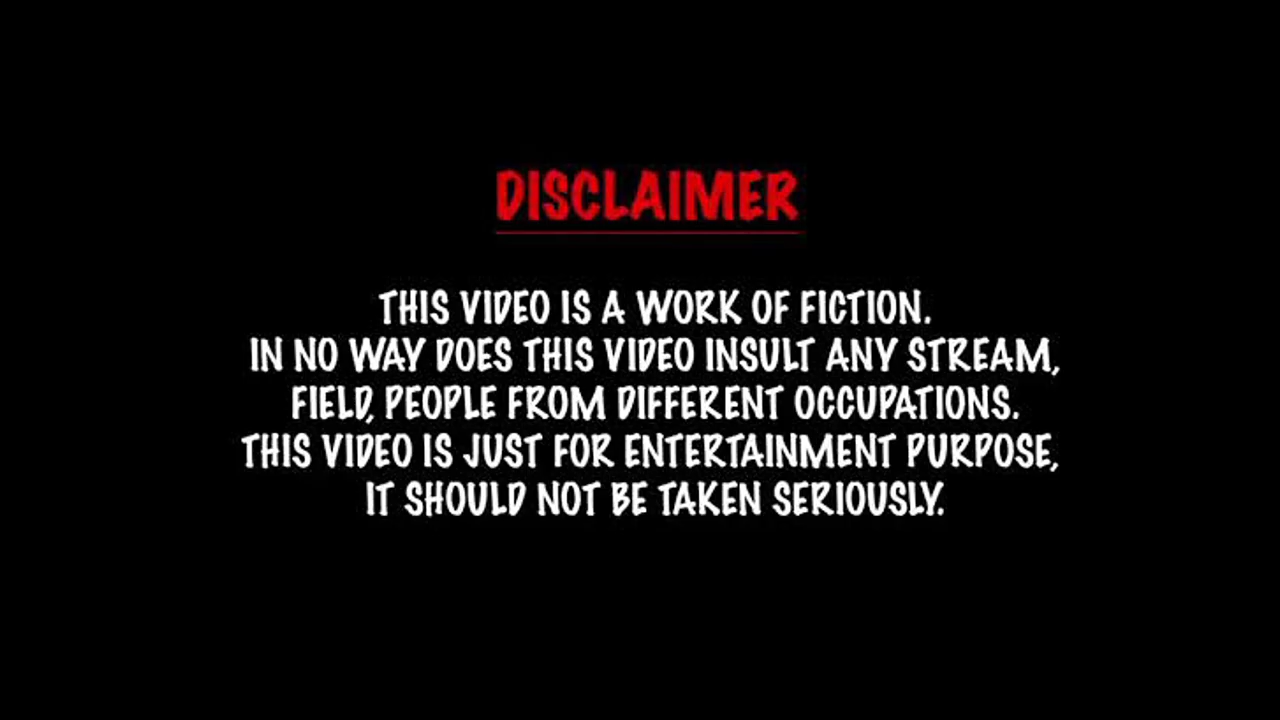 DISCLAIMER
THIS VIDEO IS A WORK OF FICTION.
IN NO WAY DOES THIS VIDEO INSULT ANY STREAM,
FIELD, PEOPLE FROM DIFFERENT OCCUPATIONS.
THIS VIDEO IS JUST FOR ENTERTAINMENT PURPOSE,
IT SHOULD NOT BE TAKEN SERIOUSLY.